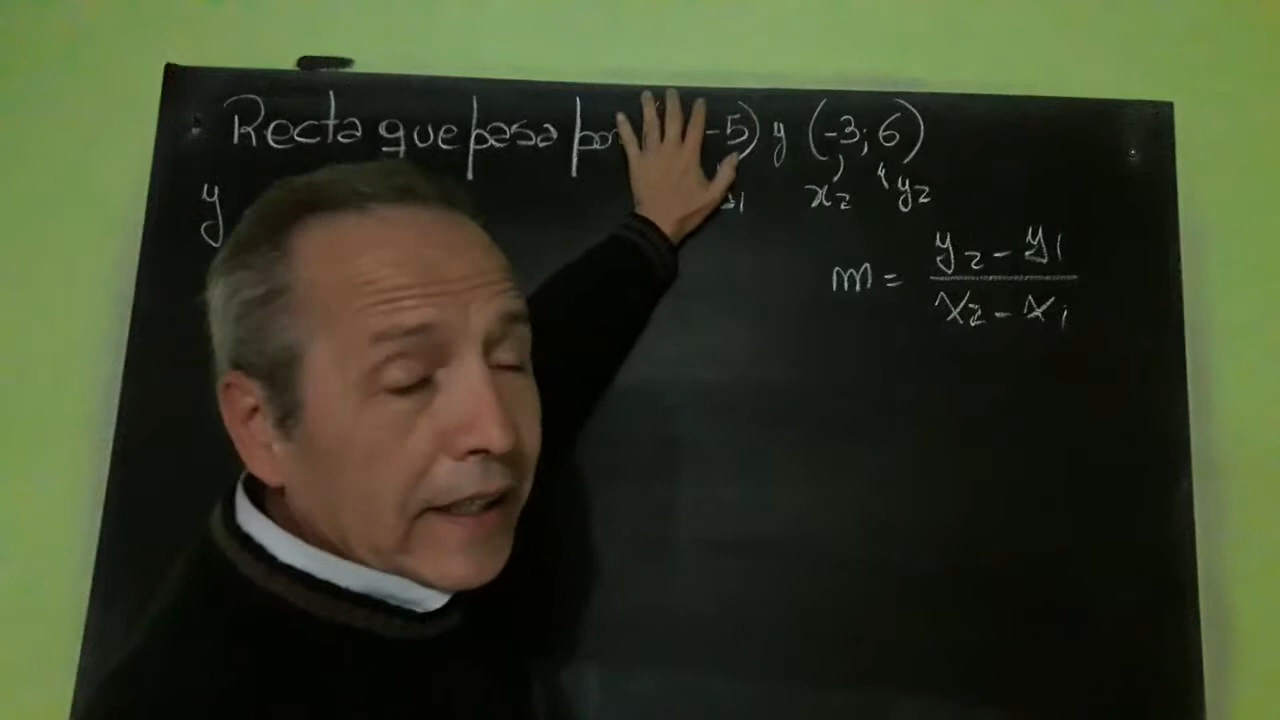 Recta que pasa por -5) y (-3; 6)
x2 y2
y
m = y2 - y1 / x2 - x1